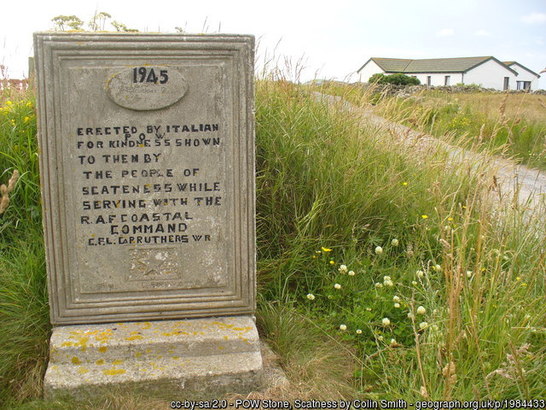 1945
ERECTED BY ITALIAN
P.O.W
FOR KINDNESS SHOWN
TO THEM BY
THE PEOPLE OF
SCATENESS WHILE
SERVING WITH THE
R.A.F COASTAL
COMMAND
C.F.L. CARRUTHERS WR
cc-by-sa/2.0 - POW Stone, Scatness by Colin Smith - geograph.org.uk/p/1984433